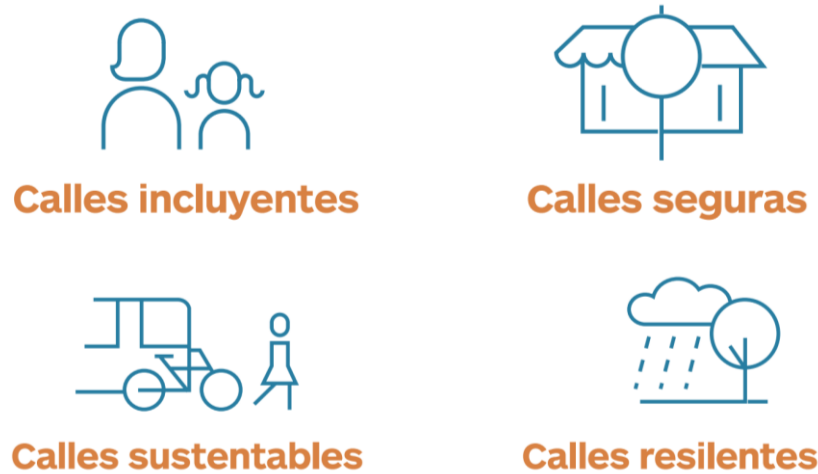 Calles incluyentes
Calles seguras
Calles sustentables
Calles resilentes